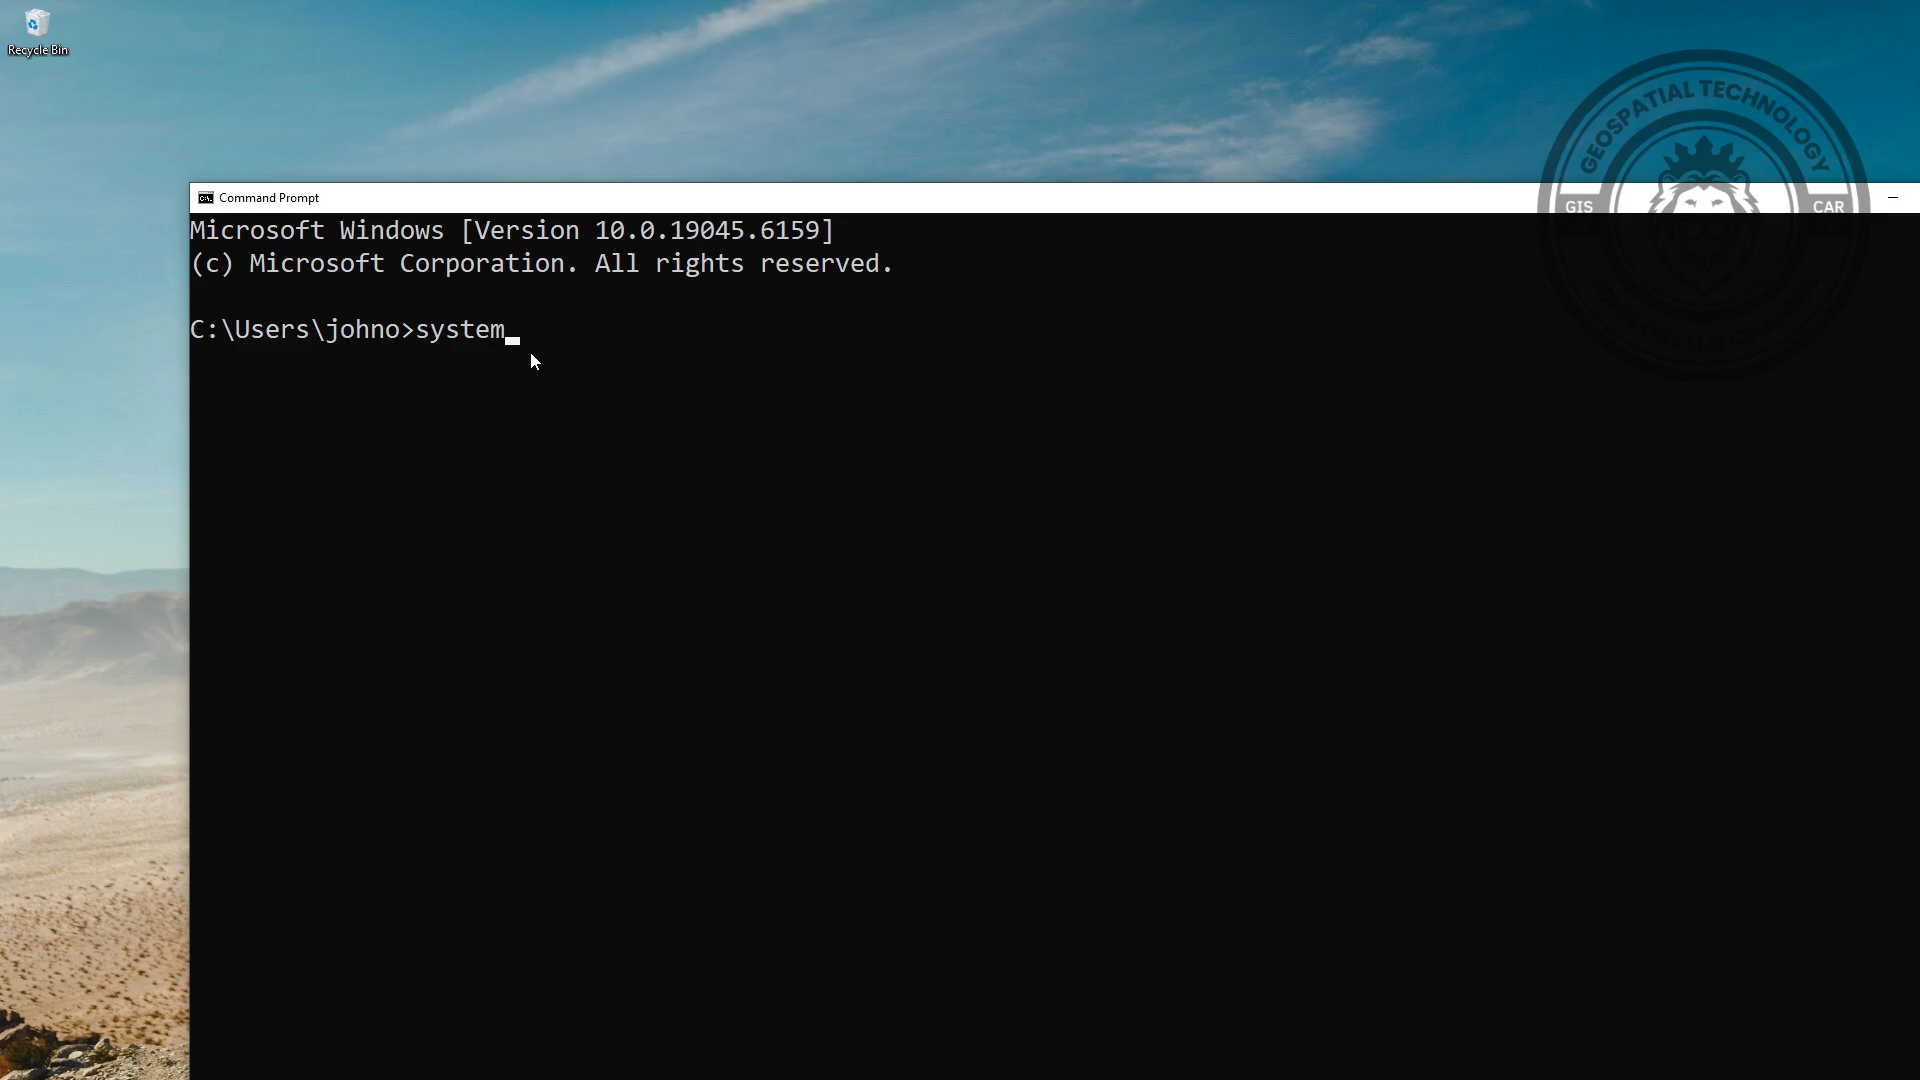 Recycle Bin
GEOSPATIAL TECHNOLOGY
Command Prompt
GIS
CAR
Microsoft Windows [Version 10.0.19045.6159]
(c) Microsoft Corporation. All rights reserved.
C:\Users\johno>system